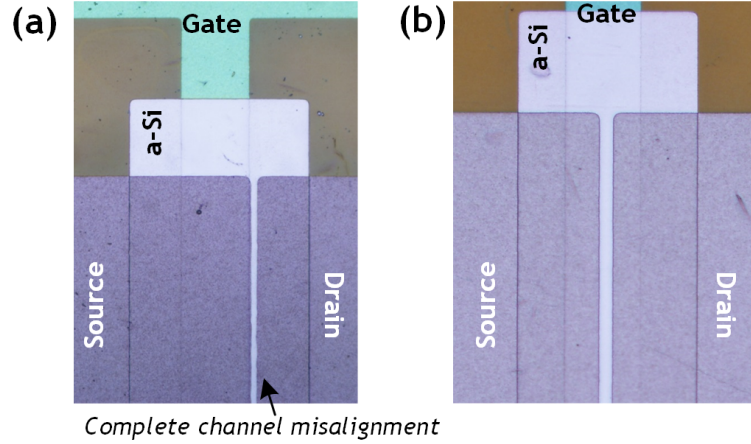 (a)
Gate
a-Si
Source
Drain
Complete channel misalignment
(b)
Gate
a-Si
Source
Drain